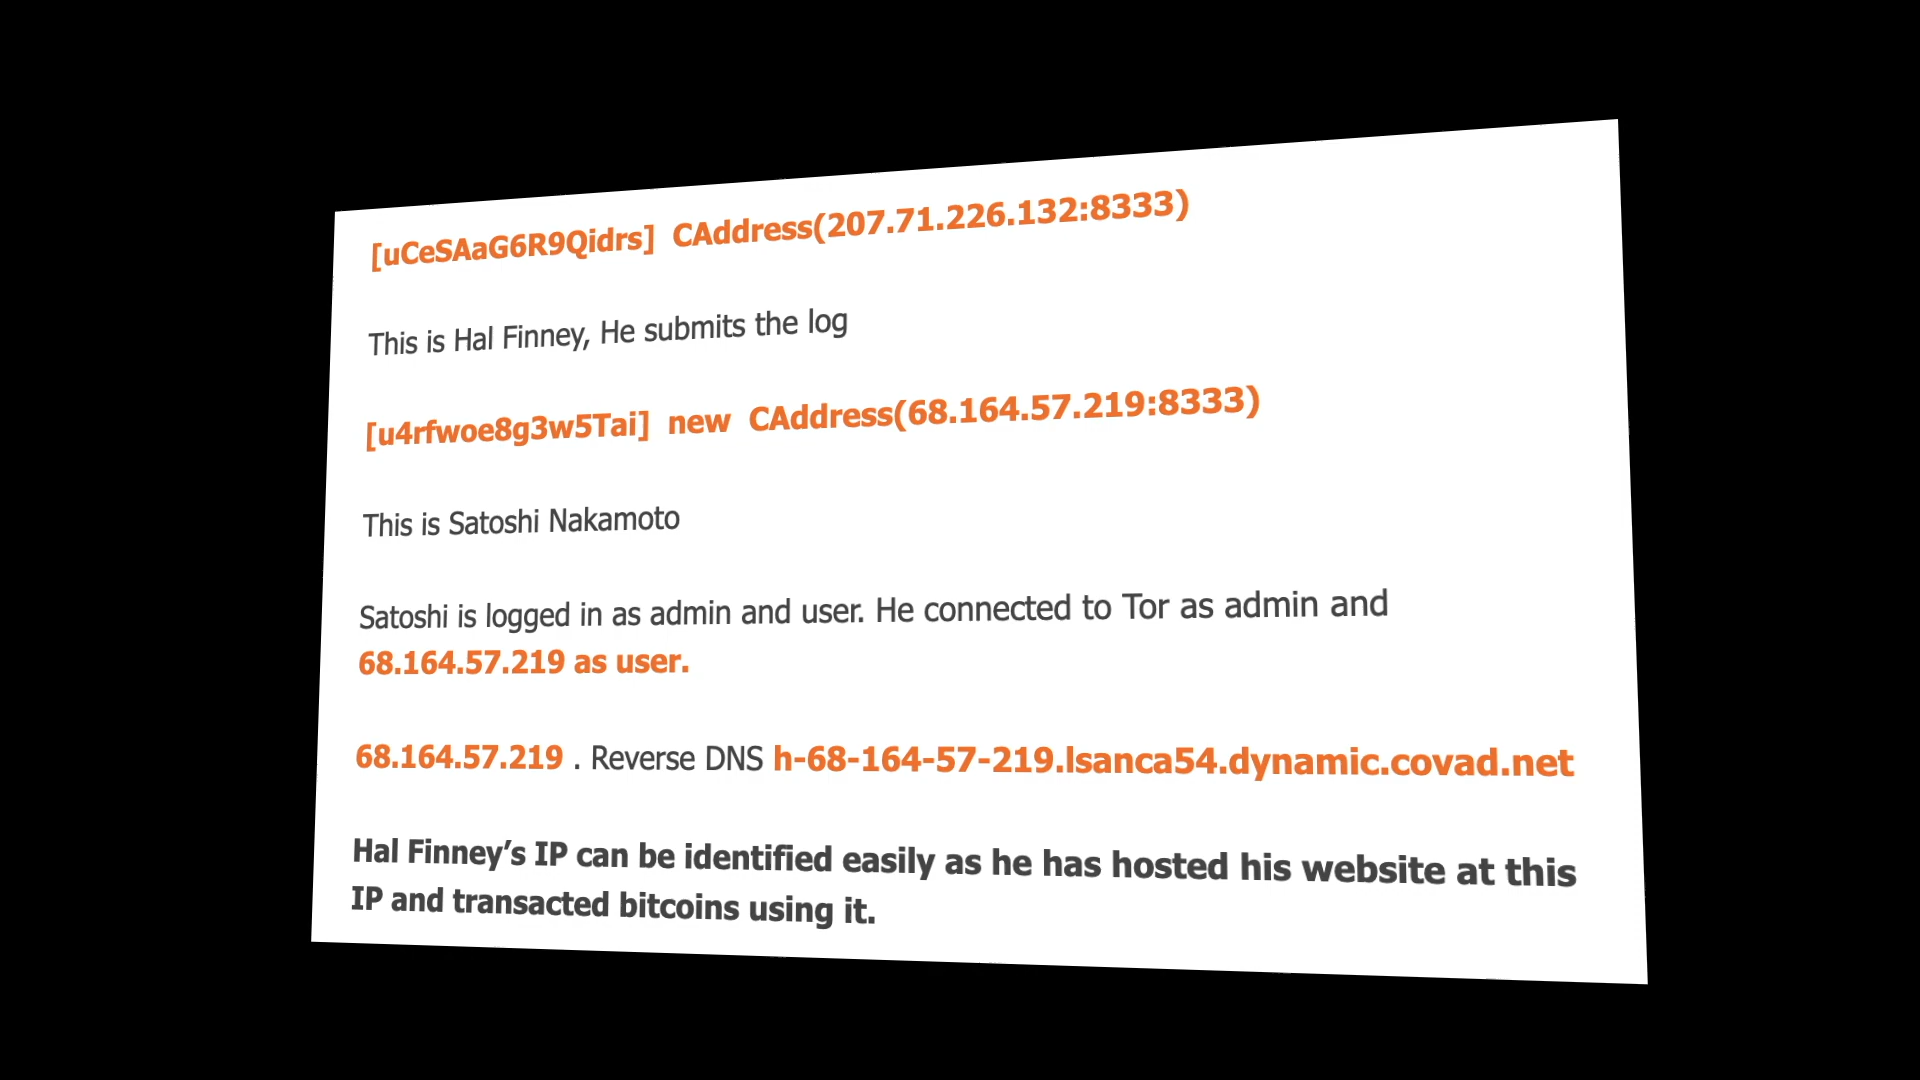 [uCeSAaG6R9Qidrs] CAddress(207.71.226.132:8333)
This is Hal Finney, He submits the log
[u4rfwoe8g3w5Tai] new CAddress(68.164.57.219:8333)
This is Satoshi Nakamoto
Satoshi is logged in as admin and user. He connected to Tor as admin and
68.164.57.219 as user.
68.164.57.219 . Reverse DNS h-68-164-57-219.lsanca54.dynamic.covad.net
Hal Finney’s IP can be identified easily as he has hosted his website at this
IP and transacted bitcoins using it.